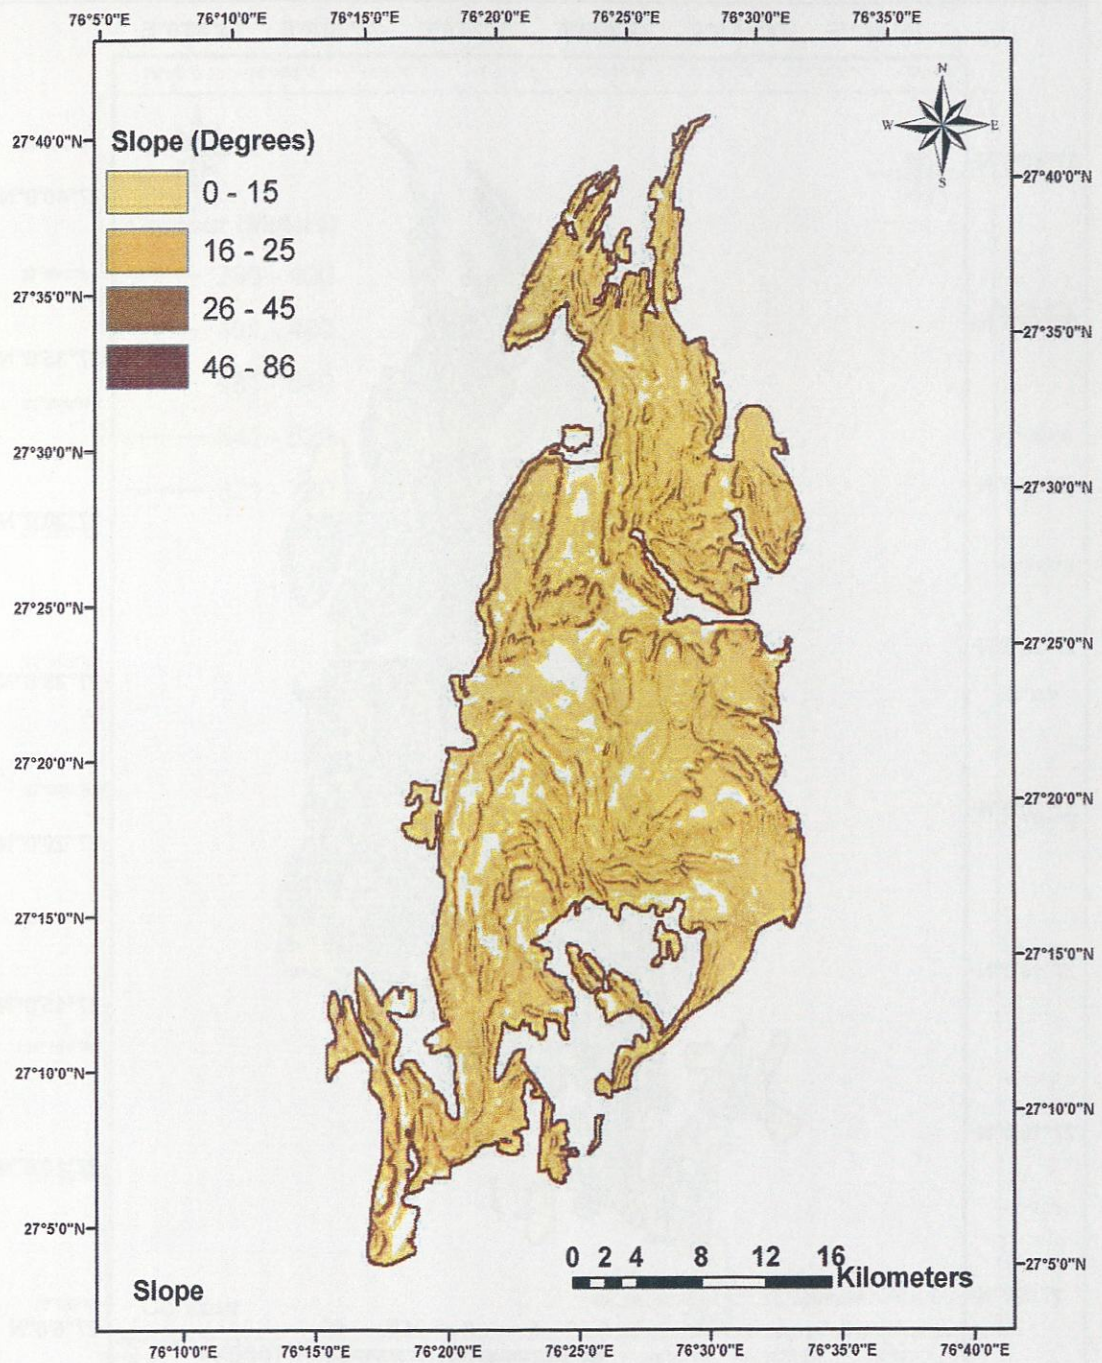 76°5'0"E 76°10'0"E 76°15'0"E 76°20'0"E 76°25'0"E 76°30'0"E 76°35'0"E
N
W E
S
Slope (Degrees)
0 - 15
16 - 25
26 - 45
46 - 86
27°40'0"N
27°40'0"N
27°35'0"N
27°35'0"N
27°30'0"N
27°30'0"N
27°25'0"N
27°25'0"N
27°20'0"N
27°20'0"N
27°15'0"N
27°15'0"N
27°10'0"N
27°10'0"N
27°5'0"N
27°5'0"N
0 2 4 8 12 16
Kilometers
Slope
76°10'0"E 76°15'0"E 76°20'0"E 76°25'0"E 76°30'0"E 76°35'0"E 76°40'0"E